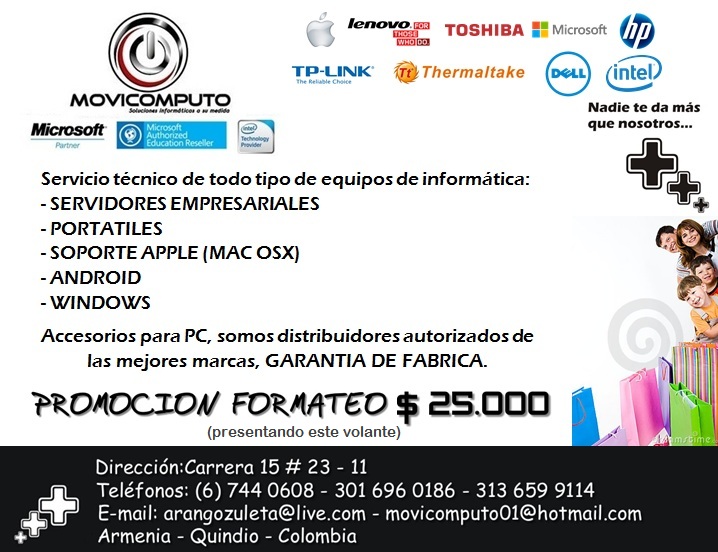 lenovo FOR THOSE WHO DO.
TOSHIBA
Microsoft
hp
TP-LINK®
The Reliable Choice
Tt Thermaltake
DELL
intel
MOVICOMPUTO
Soluciones Informáticas a su medida
Microsoft®
Partner
Microsoft
Authorized
Education Reseller
intel
Technology
Provider
Nadie te da más
que nosotros...
Servicio técnico de todo tipo de equipos de informática:
- SERVIDORES EMPRESARIALES
- PORTATILES
- SOPORTE APPLE (MAC OSX)
- ANDROID
- WINDOWS
Accesorios para PC, somos distribuidores autorizados de
las mejores marcas, GARANTIA DE FABRICA.
PROMOCION FORMATEO $ 25.000
(presentando este volante)
Dirección:Carrera 15 # 23 - 11
Teléfonos: (6) 744 0608 - 301 696 0186 - 313 659 9114
E-mail: arangozuleta@live.com - movicomputo01@hotmail.com
Armenia - Quindio - Colombia